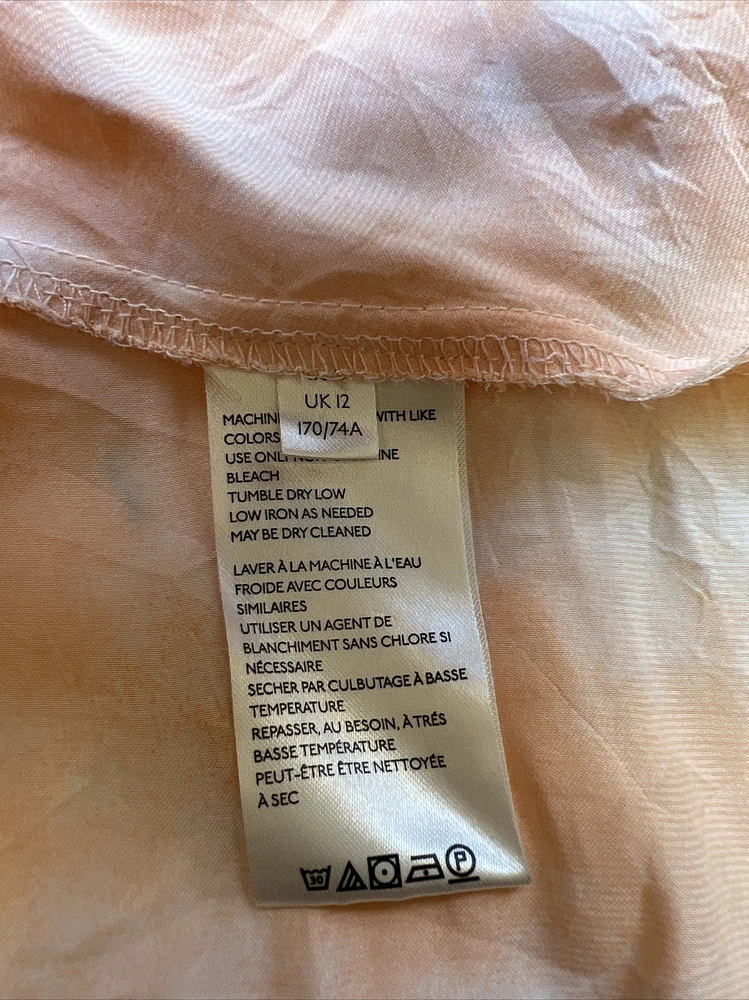 UK 12
170/74A
MACHIN WITH LIKE
COLORS
USE ONLY NE
BLEACH
TUMBLE DRY LOW
LOW IRON AS NEEDED
MAY BE DRY CLEANED
LAVER À LA MACHINE À L'EAU
FROIDE AVEC COULEURS
SIMILAIRES
UTILISER UN AGENT DE
BLANCHIMENT SANS CHLORE SI
NÉCESSAIRE
SECHER PAR CULBUTAGE À BASSE
TEMPERATURE
REPASSER, AU BESOIN, À TRÉS
BASSE TEMPÉRATURE
PEUT-ÊTRE ÊTRE NETTOYÉE
À SEC
30 P